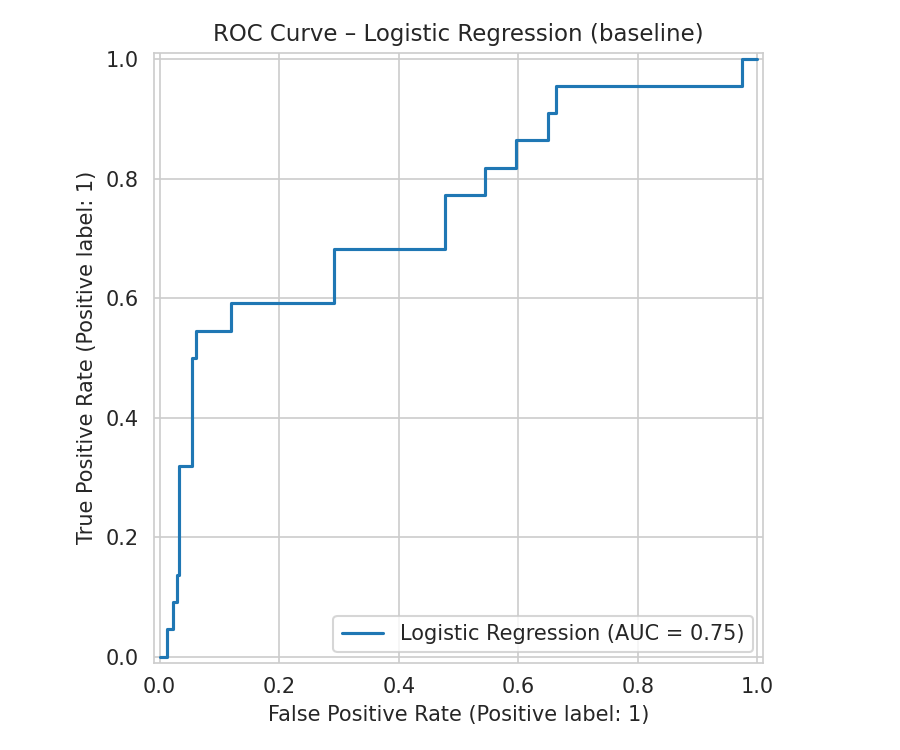 ROC Curve – Logistic Regression (baseline)
1.0
0.8
0.6
0.4
0.2
0.0
True Positive Rate (Positive label: 1)
Logistic Regression (AUC = 0.75)
0.0 0.2 0.4 0.6 0.8 1.0
False Positive Rate (Positive label: 1)